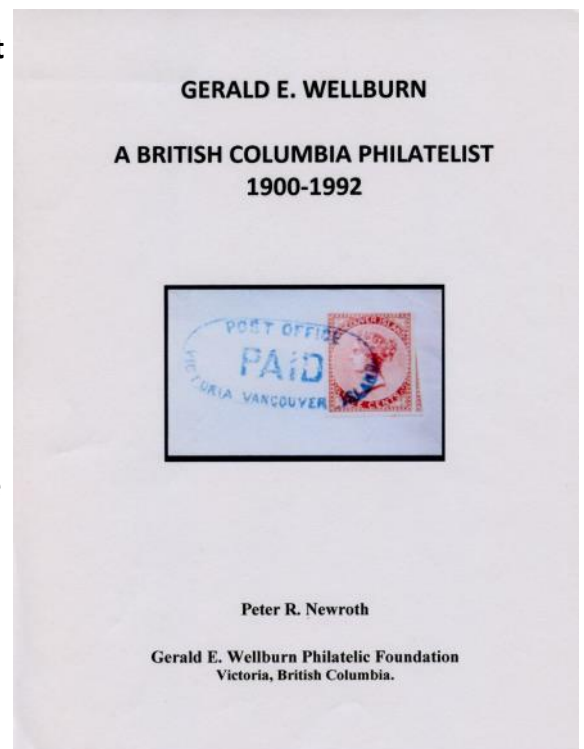 t
GERALD E. WELLBURN
A BRITISH COLUMBIA PHILATELIST
1900-1992
POST OFFICE
PAID
VICTORIA VANCOUVER ISLAND
Peter R. Newroth
Gerald E. Wellburn Philatelic Foundation
Victoria, British Columbia.